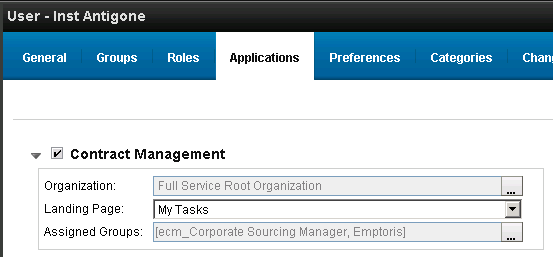 User - Inst Antigone
General Groups Roles Applications Preferences Categories Chan
Contract Management
Organization: Full Service Root Organization ...
Landing Page: My Tasks
Assigned Groups: [ecm_Corporate Sourcing Manager, Emptoris] ...